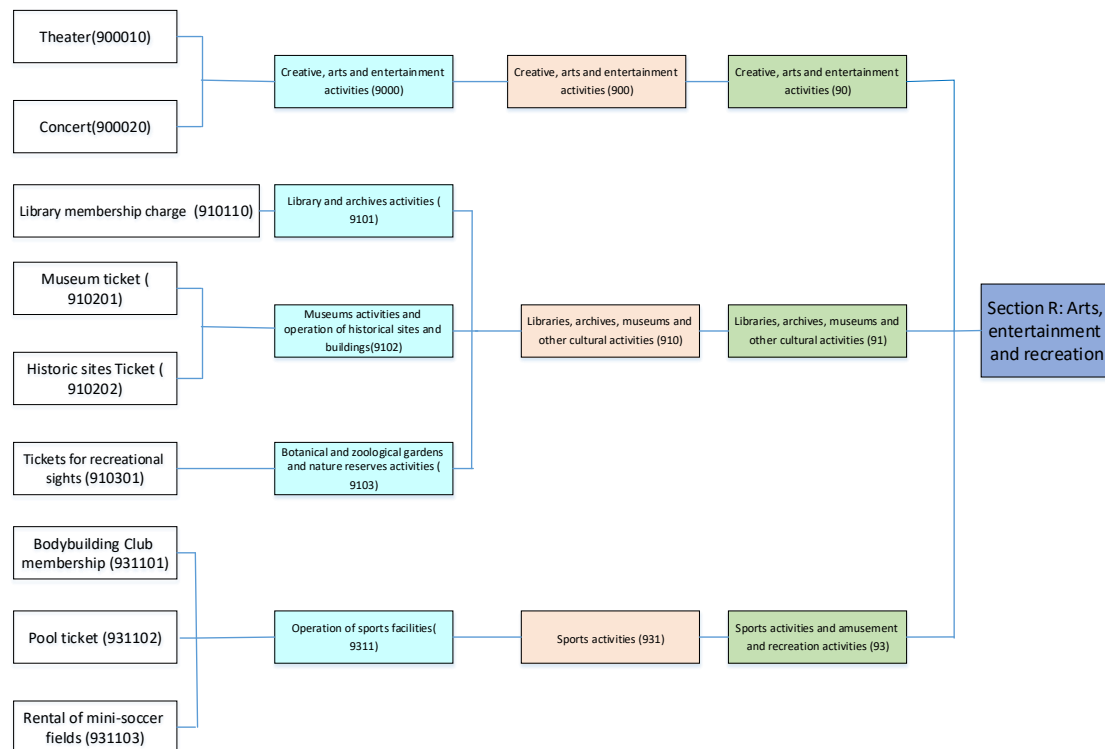 Theater(900010)
Concert(900020)
Creative, arts and entertainment
activities (9000)
Creative, arts and entertainment
activities (900)
Creative, arts and entertainment
activities (90)
Library membership charge (910110)
Library and archives activities (
9101)
Museum ticket (
910201)
Historic sites Ticket (
910202)
Museums activities and
operation of historical sites and
buildings(9102)
Libraries, archives, museums and
other cultural activities (910)
Libraries, archives, museums and
other cultural activities (91)
Section R: Arts,
entertainment
and recreation
Tickets for recreational
sights (910301)
Botanical and zoological gardens
and nature reserves activities (
9103)
Bodybuilding Club
membership (931101)
Pool ticket (931102)
Rental of mini-soccer
fields (931103)
Operation of sports facilities(
9311)
Sports activities (931)
Sports activities and amusement
and recreation activities (93)